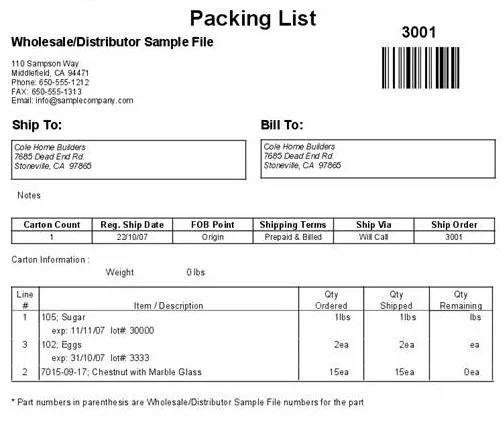 Packing List
Wholesale/Distributor Sample File
3001
110 Sampson Way
Middlefield, CA 94471
Phone: 650-555-1212
FAX: 650-555-1313
Email: info@samplecompany.com
Ship To:
Bill To:
Cole Home Builders
7685 Dead End Rd.
Stoneville, CA 97865
Cole Home Builders
7685 Dead End Rd.
Stoneville, CA 97865
Notes
Carton Count Reg. Ship Date FOB Point Shipping Terms Ship Via Ship Order
1 22/10/07 Origin Prepaid & Billed Will Call 3001
Carton Information :
Weight 0 lbs
Line # Item / Description Qty Ordered Qty Shipped Qty Remaining
1 105; Sugar 1lbs 1lbs lbs
exp: 11/11/07 lot# 30000
3 102; Eggs 2ea 2ea ea
exp: 31/10/07 lot# 3333
2 7015-09-17; Chestnut with Marble Glass 15ea 15ea 0ea
* Part numbers in parenthesis are Wholesale/Distributor Sample File numbers for the part